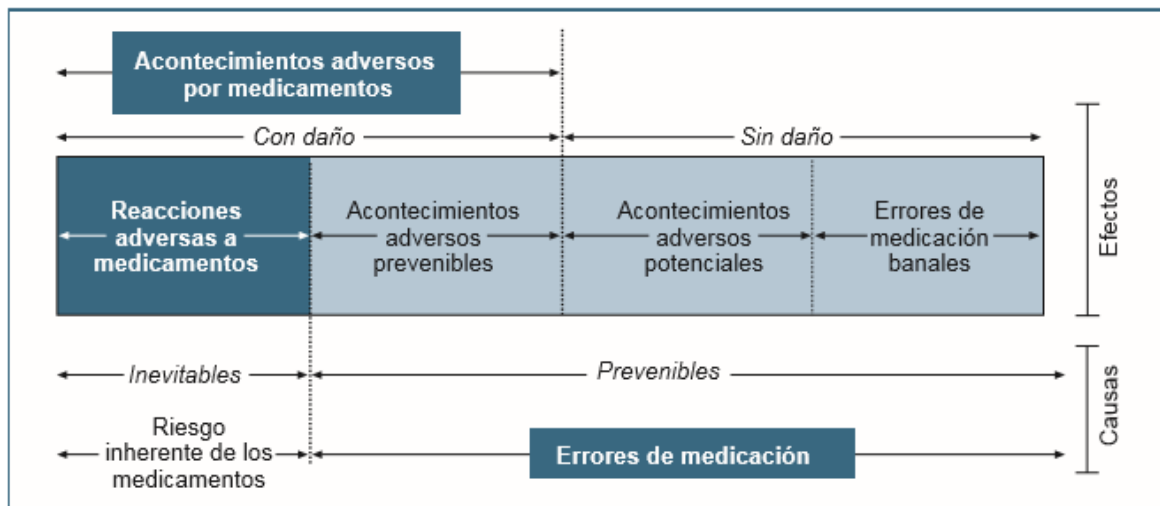 Acontecimientos adversos
por medicamentos
Con daño
Sin daño
Reacciones
adversas a
medicamentos
Acontecimientos
adversos
prevenibles
Acontecimientos
adversos
potenciales
Errores de
medicación
banales
Efectos
Inevitables
Prevenibles
Riesgo
inherente de los
medicamentos
Errores de medicación
Causas